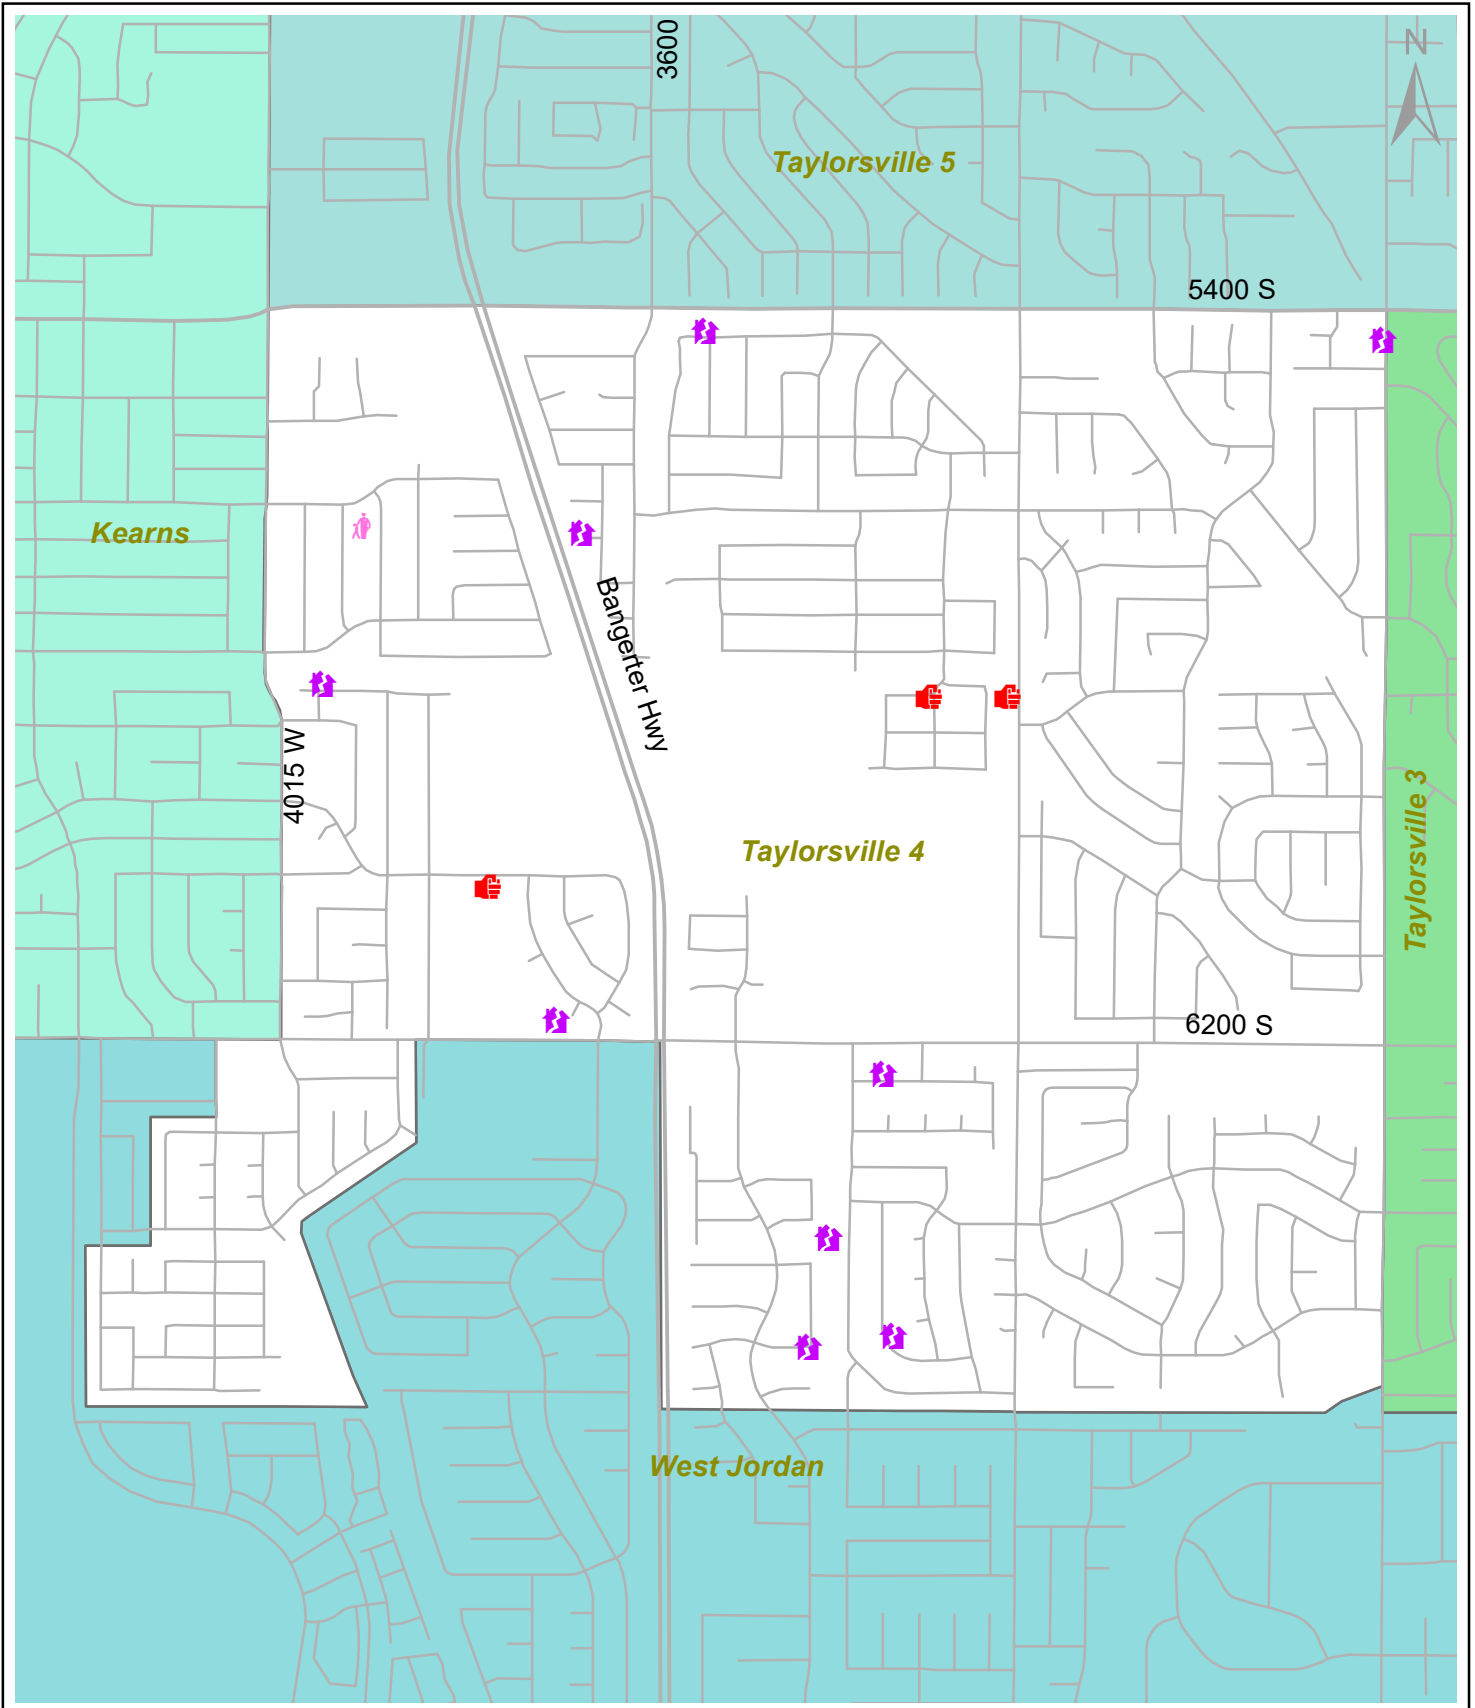 3600
N
Taylorsville 5
5400 S
Kearns
Bangerter Hwy
4015 W
Taylorsville 4
Taylorsville 3
6200 S
West Jordan